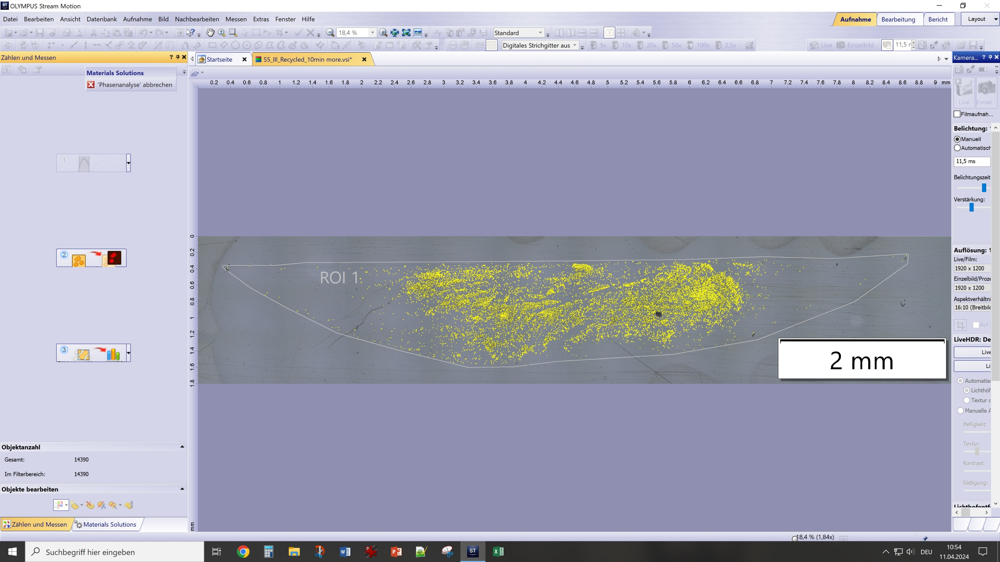 OLYMPUS Stream Motion
Datei Bearbeiten Ansicht Datenbank Aufnahme Bild Nachbearbeiten Messen Extras Fenster Hilfe
Aufnahme Bearbeitung Bericht Layout
18,4 % Standard
Digitales Strichgitter aus 5x 10x 20x 50x 100x 2,5x Live Einzelbild 11,5 r
Zählen und Messen
Startseite S5_III_Recycled_10min more.vsi*
Kamera...
Materials Solutions
'Phasenanalyse' abbrechen
0.2 0.4 0.6 0.8 1 1.2 1.4 1.6 1.8 2 2.2 2.4 2.6 2.8 3 3.2 3.4 3.6 3.8 4 4.2 4.4 4.6 4.8 5 5.2 5.4 5.6 5.8 6 6.2 6.4 6.6 6.8 7 7.2 7.4 7.6 7.8 8 8.2 8.4 8.6 8.8 9 mm
Live Einzel...
Filmaufnah...
Belichtung: 1
Manuell
Automatisch
11,5 ms
Belichtungszeit
Verstärkung:
1
2
3
0
0.2
0.4
0.6
0.8
1
1.2
1.4
1.6
1.8
mm
ROI 1
2 mm
Auflösung: 1
Live/Film:
1920 x 1200
Einzelbild/Proze
1920 x 1200
Aspektverhältni
16:10 (Breitbild
Auf
LiveHDR: De
Live
Li
Automatisc
Lichthöf
Textur o
Manuelle A
Helligkeit:
Textur:
Kontrast:
Sättigung:
Lichthofentf
Objektanzahl
Gesamt: 14390
Im Filterbereich: 14390
Objekte bearbeiten
Zählen und Messen Materials Solutions
18,4 % (1,84x)
Suchbegriff hier eingeben
ST
DEU
10:54
11.04.2024